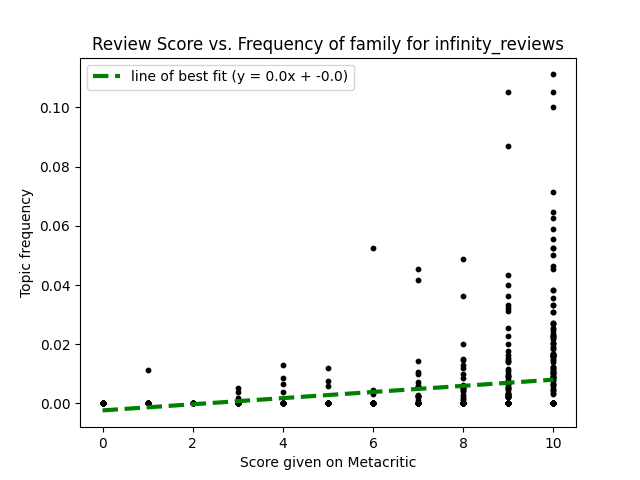 Review Score vs. Frequency of family for infinity_reviews
line of best fit (y = 0.0x + -0.0)
0.10
0.08
0.06
0.04
0.02
0.00
Topic frequency
0 2 4 6 8 10
Score given on Metacritic